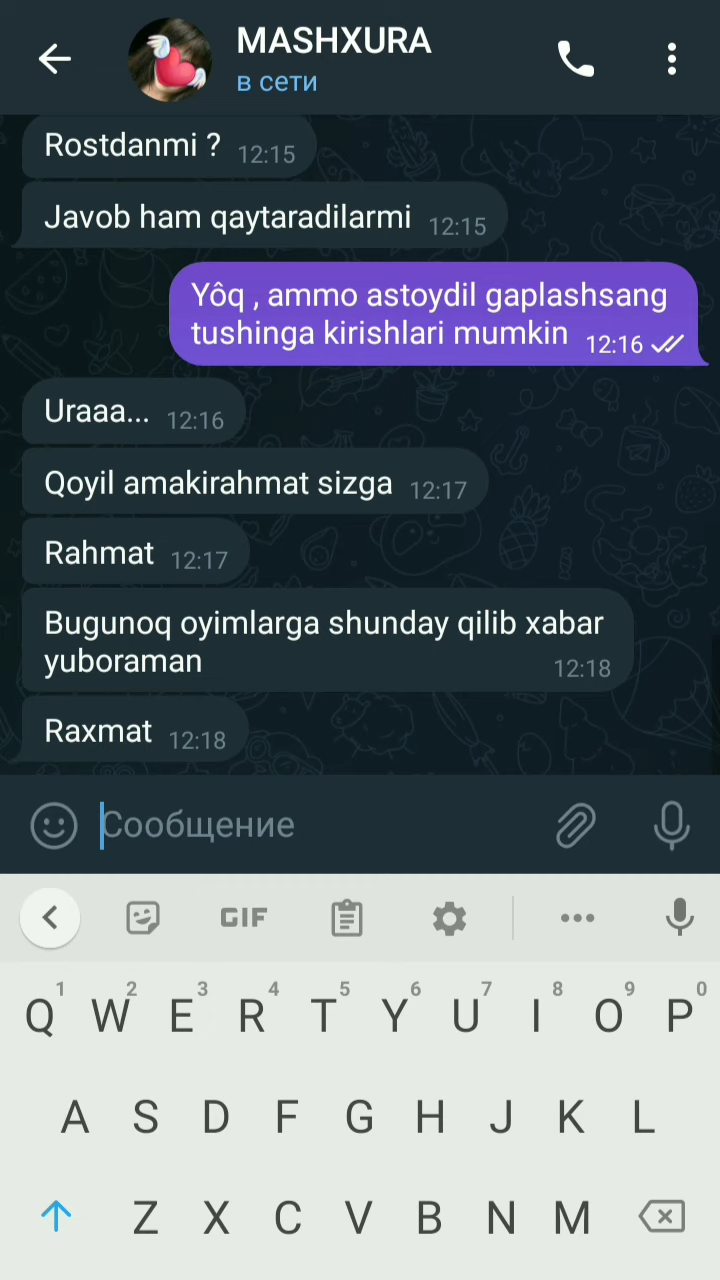 MASHXURA
в сети
Rostdanmi ? 12:15
Javob ham qaytaradilarmi 12:15
Yôq , ammo astoydil gaplashsang
tushinga kirishlari mumkin 12:16
Uraaa... 12:16
Qoyil amakirahmat sizga 12:17
Rahmat 12:17
Bugunoq oyimlarga shunday qilib xabar
yuboraman 12:18
Raxmat 12:18
Сообщение
GIF
1 2 3 4 5 6 7 8 9 0
Q W E R T Y U I O P
A S D F G H J K L
Z X C V B N M